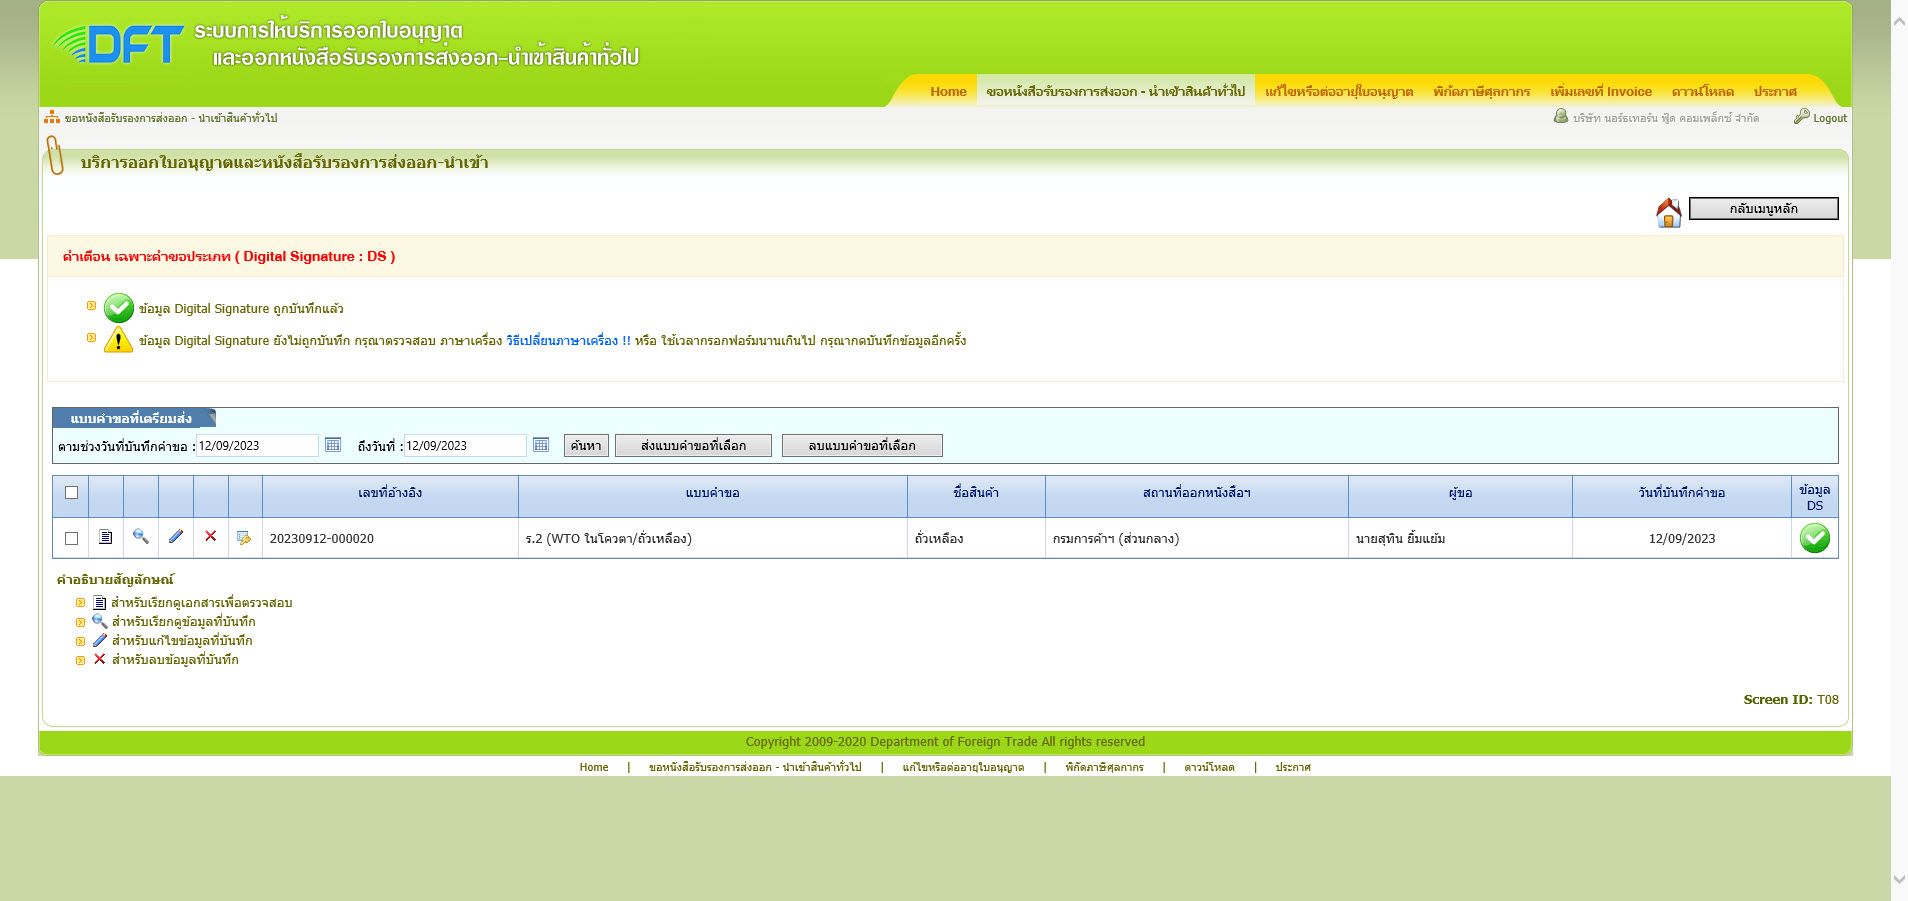 DFT ระบบการให้บริการออกใบอนุญาต
และออกหนังสือรับรองการส่งออก-นำเข้าสินค้าทั่วไป
Home ขอหนังสือรับรองการส่งออก - นำเข้าสินค้าทั่วไป แก้ไขหรือต่ออายุใบอนุญาต พิกัดภาษีศุลกากร เพิ่มเลขที่ Invoice ดาวน์โหลด ประกาศ
ขอหนังสือรับรองการส่งออก - นำเข้าสินค้าทั่วไป บริษัท นอร์ธเทอร์น ฟู้ด คอมเพล็กซ์ จำกัด Logout
บริการออกใบอนุญาตและหนังสือรับรองการส่งออก-นำเข้า
กลับเมนูหลัก
คำเตือน เฉพาะคำขอประเภท ( Digital Signature : DS )
ข้อมูล Digital Signature ถูกบันทึกแล้ว
ข้อมูล Digital Signature ยังไม่ถูกบันทึก กรุณาตรวจสอบ ภาษาเครื่อง วิธีเปลี่ยนภาษาเครื่อง !! หรือ ใช้เวลากรอกฟอร์มนานเกินไป กรุณากดบันทึกข้อมูลอีกครั้ง
แบบคำขอที่เตรียมส่ง
ตามช่วงวันที่บันทึกคำขอ : 12/09/2023 ถึงวันที่ : 12/09/2023 ค้นหา ส่งแบบคำขอที่เลือก ลบแบบคำขอที่เลือก
เลขที่อ้างอิง แบบคำขอ ชื่อสินค้า สถานที่ออกหนังสือฯ ผู้ขอ วันที่บันทึกคำขอ ข้อมูล DS
20230912-000020 ร.2 (WTO ในโควตา/ถั่วเหลือง) ถั่วเหลือง กรมการค้าฯ (ส่วนกลาง) นายสุทิน ยิ้มแย้ม 12/09/2023
คำอธิบายสัญลักษณ์
สำหรับเรียกดูเอกสารเพื่อตรวจสอบ
สำหรับเรียกดูข้อมูลที่บันทึก
สำหรับแก้ไขข้อมูลที่บันทึก
สำหรับลบข้อมูลที่บันทึก
Screen ID: T08
Copyright 2009-2020 Department of Foreign Trade All rights reserved
Home | ขอหนังสือรับรองการส่งออก - นำเข้าสินค้าทั่วไป | แก้ไขหรือต่ออายุใบอนุญาต | พิกัดภาษีศุลกากร | ดาวน์โหลด | ประกาศ